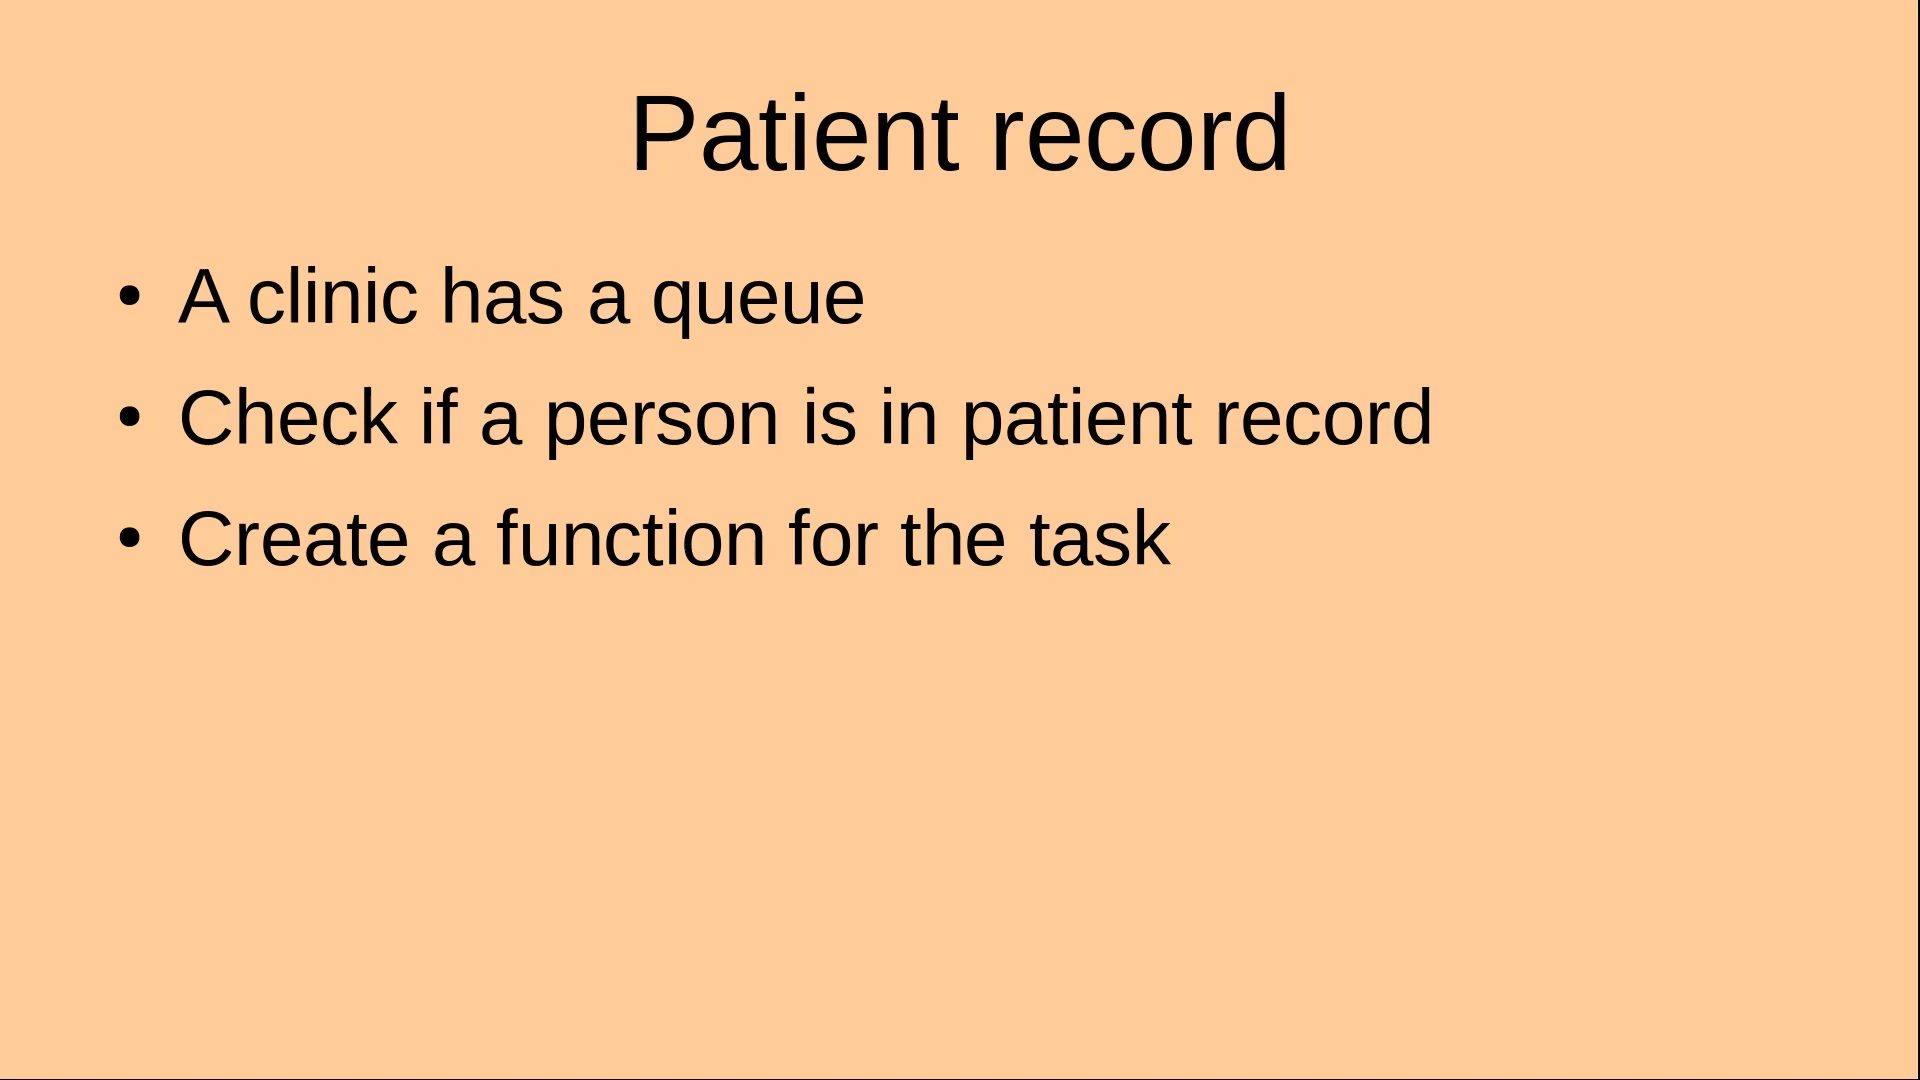 Patient record
• A clinic has a queue
• Check if a person is in patient record
• Create a function for the task